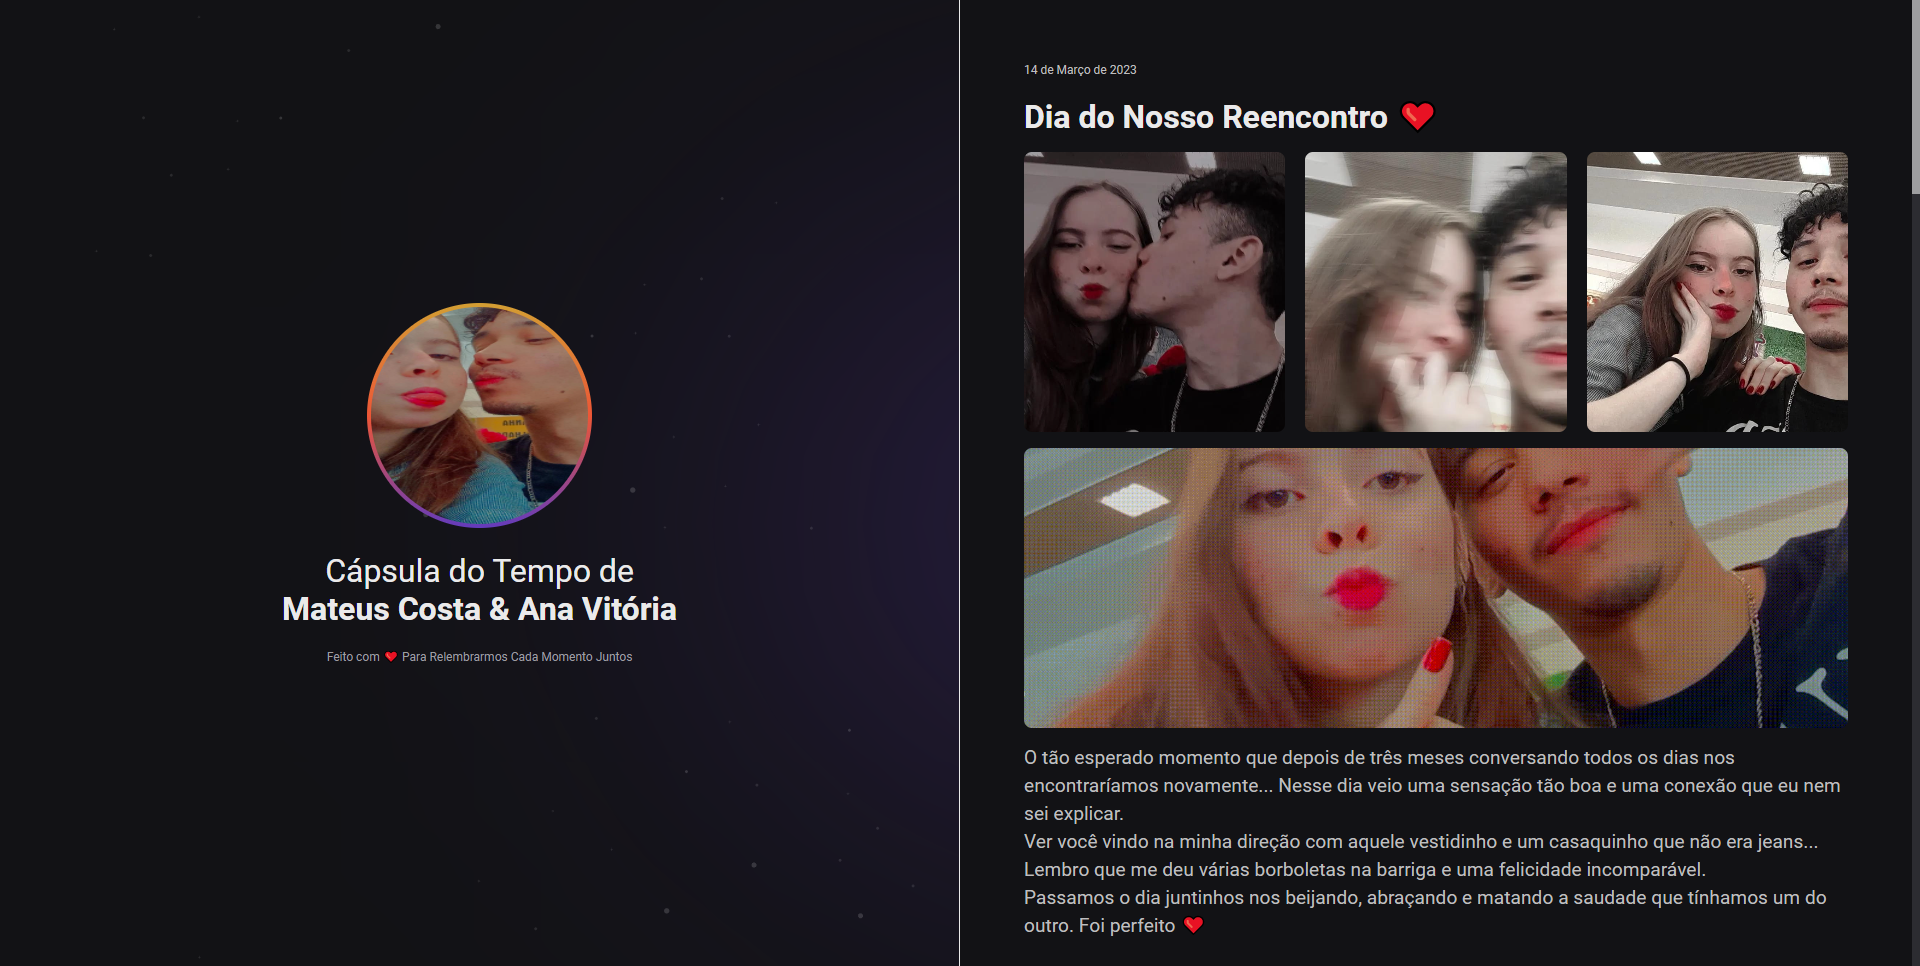 Cápsula do Tempo de
Mateus Costa & Ana Vitória
Feito com ❤️ Para Relembrarmos Cada Momento Juntos
14 de Março de 2023
Dia do Nosso Reencontro ❤️
O tão esperado momento que depois de três meses conversando todos os dias nos
encontraríamos novamente... Nesse dia veio uma sensação tão boa e uma conexão que eu nem
sei explicar.
Ver você vindo na minha direção com aquele vestidinho e um casaquinho que não era jeans...
Lembro que me deu várias borboletas na barriga e uma felicidade incomparável.
Passamos o dia juntinhos nos beijando, abraçando e matando a saudade que tínhamos um do
outro. Foi perfeito ❤️